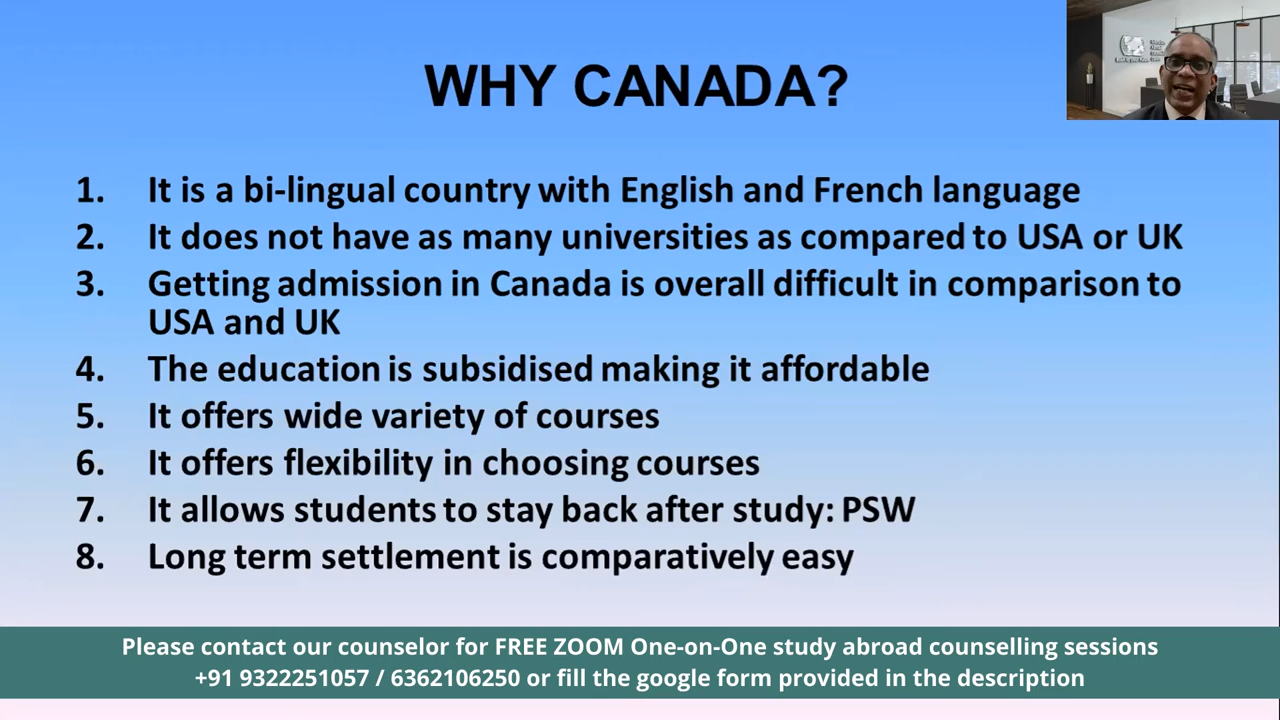 WHY CANADA?
1. It is a bi-lingual country with English and French language
2. It does not have as many universities as compared to USA or UK
3. Getting admission in Canada is overall difficult in comparison to
USA and UK
4. The education is subsidised making it affordable
5. It offers wide variety of courses
6. It offers flexibility in choosing courses
7. It allows students to stay back after study: PSW
8. Long term settlement is comparatively easy
Please contact our counselor for FREE ZOOM One-on-One study abroad counselling sessions
+91 9322251057 / 6362106250 or fill the google form provided in the description